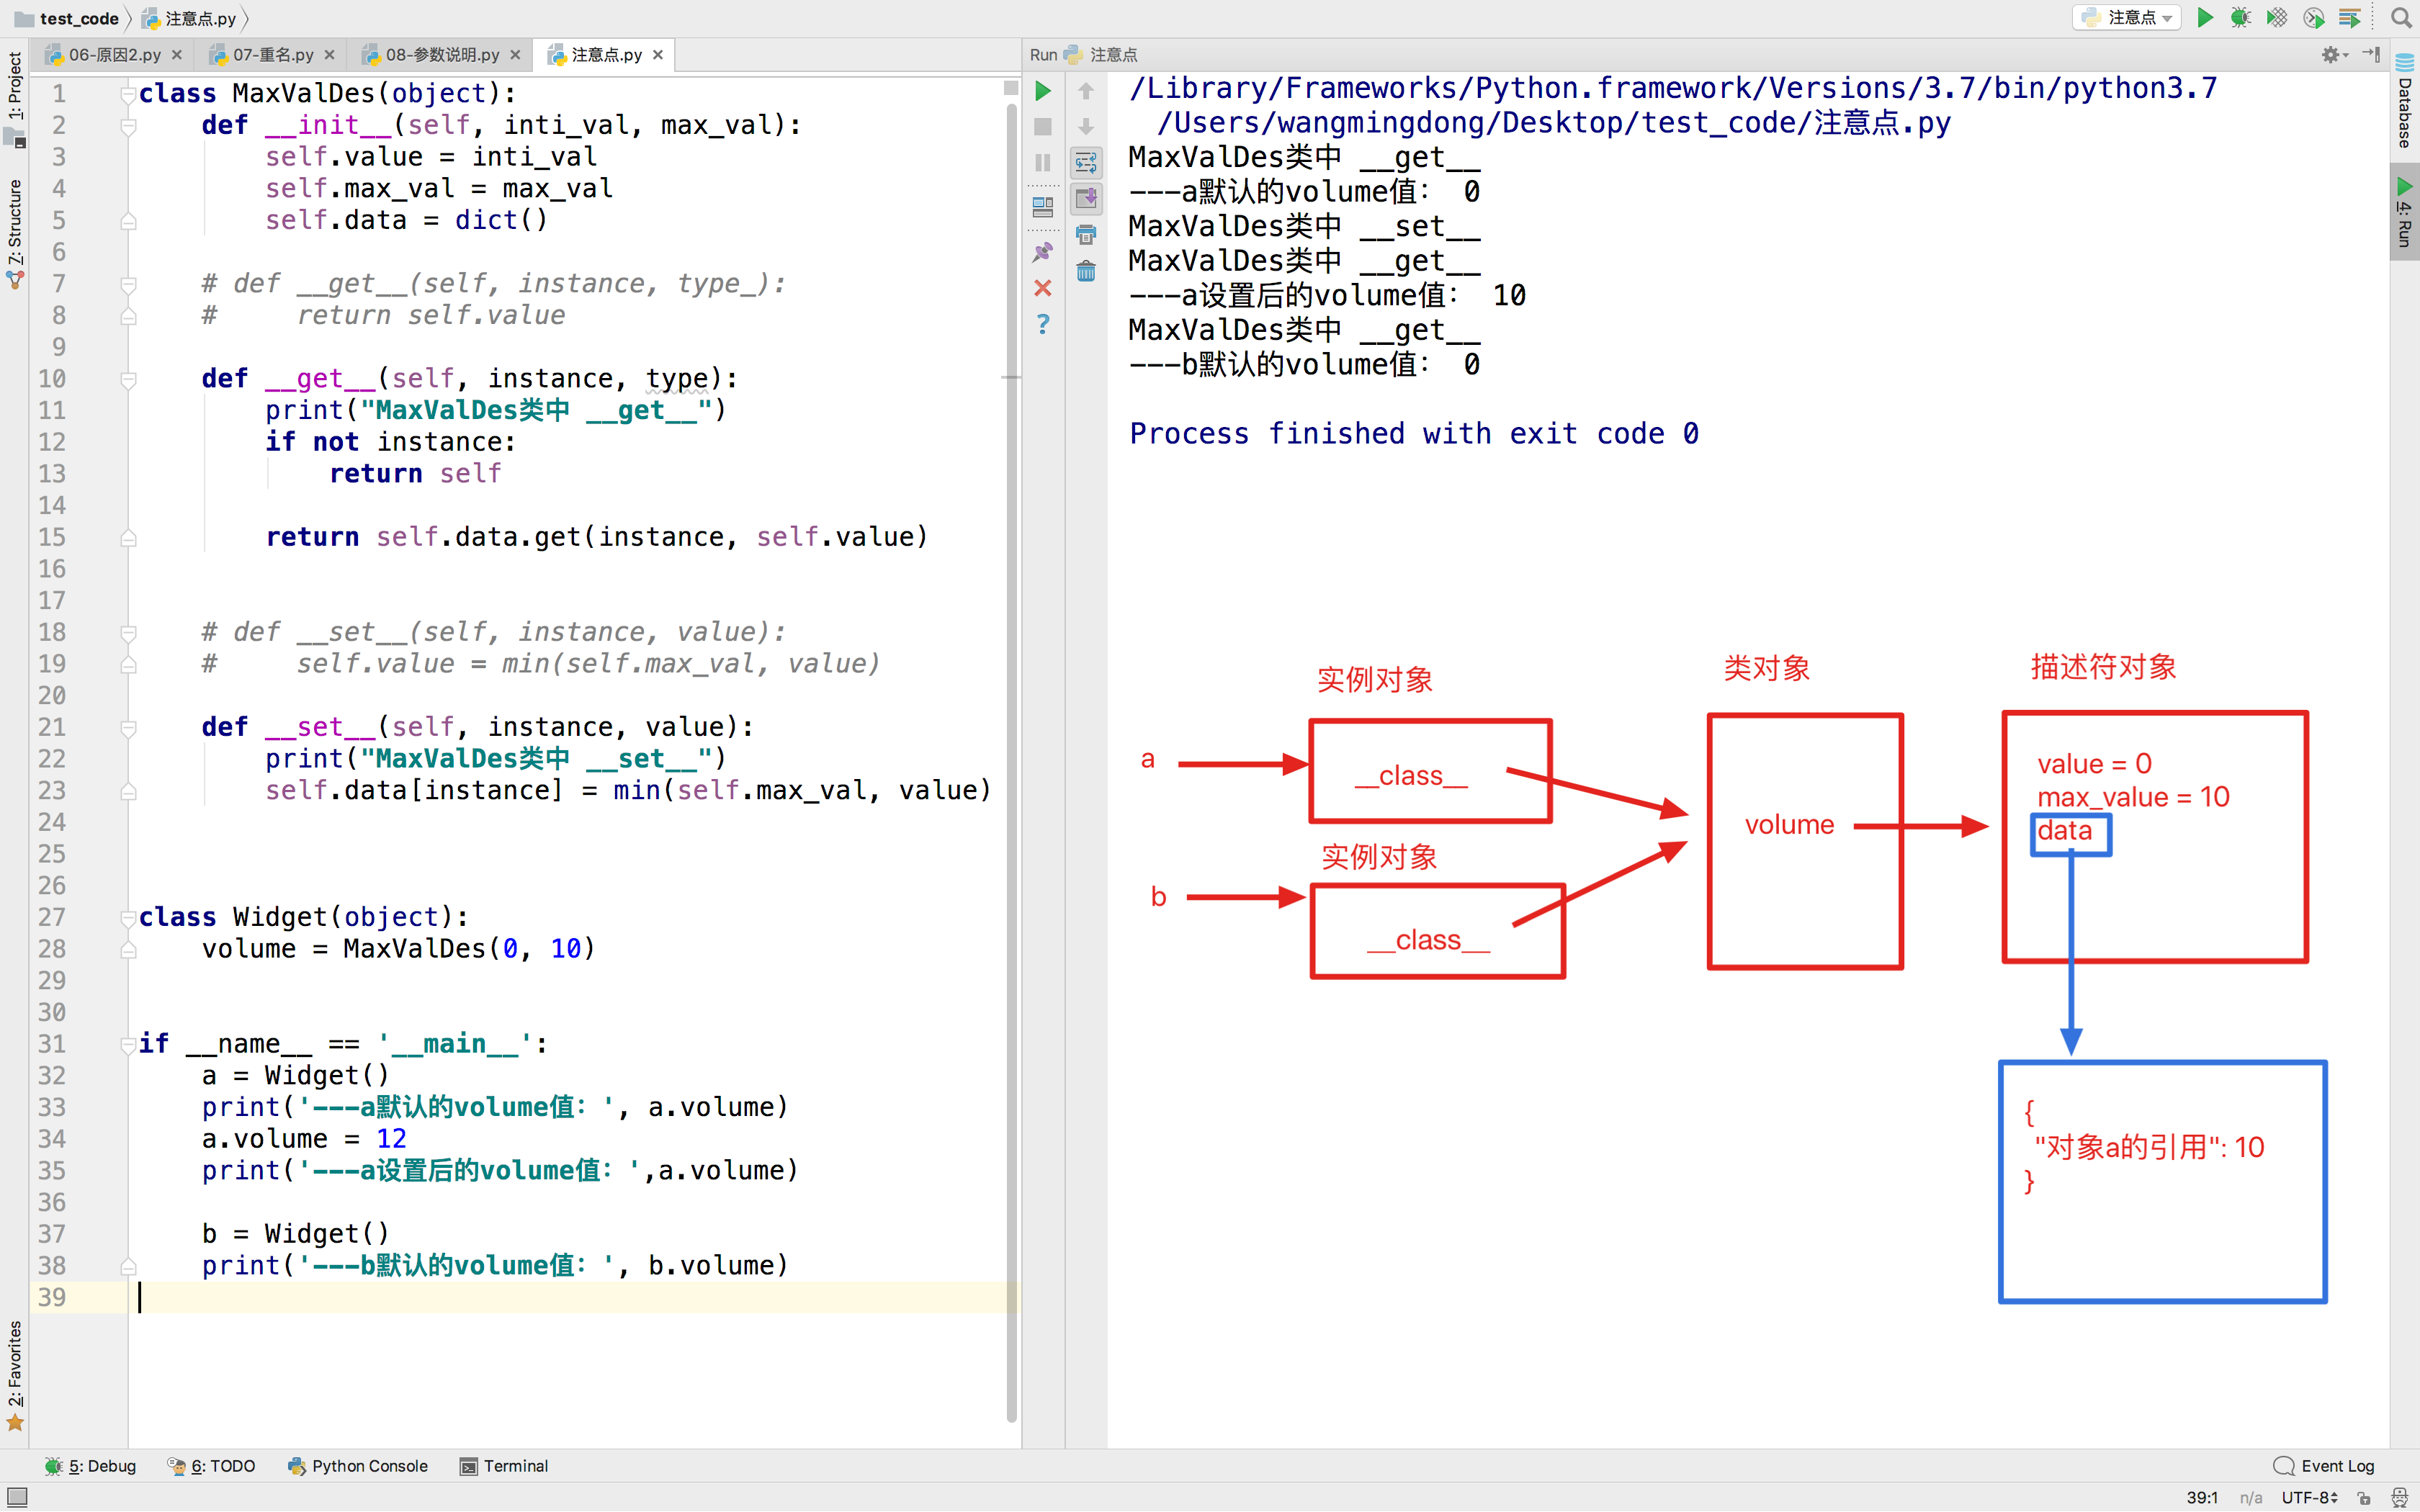 test_code 注意点.py
注意点
06-原因2.py 07-重名.py 08-参数说明.py 注意点.py
Run 注意点
1: Project
7: Structure
2: Favorites
Database
4: Run
1 class MaxValDes(object):
2     def __init__(self, inti_val, max_val):
3         self.value = inti_val
4         self.max_val = max_val
5         self.data = dict()
6
7     # def __get__(self, instance, type_):
8     #     return self.value
9
10     def __get__(self, instance, type):
11         print("MaxValDes类中 __get__")
12         if not instance:
13             return self
14
15         return self.data.get(instance, self.value)
16
17
18     # def __set__(self, instance, value):
19     #     self.value = min(self.max_val, value)
20
21     def __set__(self, instance, value):
22         print("MaxValDes类中 __set__")
23         self.data[instance] = min(self.max_val, value)
24
25
26
27 class Widget(object):
28     volume = MaxValDes(0, 10)
29
30
31 if __name__ == '__main__':
32     a = Widget()
33     print('---a默认的volume值：', a.volume)
34     a.volume = 12
35     print('---a设置后的volume值：',a.volume)
36
37     b = Widget()
38     print('---b默认的volume值：', b.volume)
39
/Library/Frameworks/Python.framework/Versions/3.7/bin/python3.7
/Users/wangmingdong/Desktop/test_code/注意点.py
MaxValDes类中 __get__
---a默认的volume值： 0
MaxValDes类中 __set__
MaxValDes类中 __get__
---a设置后的volume值： 10
MaxValDes类中 __get__
---b默认的volume值： 0
Process finished with exit code 0
实例对象
类对象
描述符对象
a
__class__
volume
value = 0
max_value = 10
data
实例对象
b
__class__
{
"对象a的引用": 10
}
5: Debug 6: TODO Python Console Terminal
Event Log
39:1 n/a UTF-8